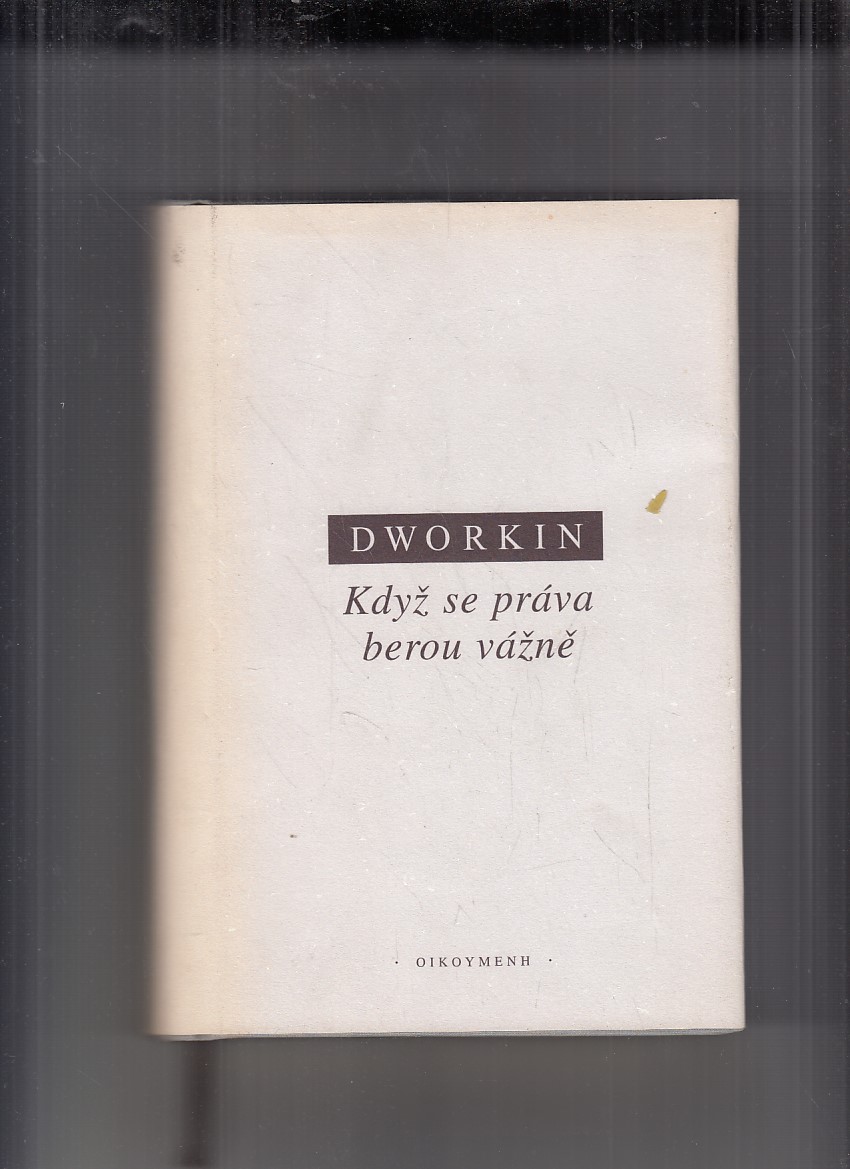 DWORKIN
Když se práva
berou vážně
· OIKOYMENH ·